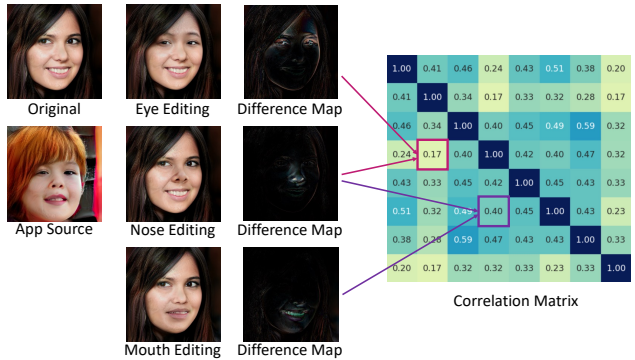 Original
Eye Editing
Difference Map
App Source
Nose Editing
Difference Map
Mouth Editing
Difference Map
1.00 0.41 0.46 0.24 0.43 0.51 0.38 0.20
0.41 1.00 0.34 0.17 0.33 0.32 0.28 0.17
0.46 0.34 1.00 0.40 0.45 0.49 0.59 0.32
0.24 0.17 0.40 1.00 0.42 0.40 0.47 0.32
0.43 0.33 0.45 0.42 1.00 0.45 0.43 0.33
0.51 0.32 0.49 0.40 0.45 1.00 0.43 0.23
0.38 0.28 0.59 0.47 0.43 0.43 1.00 0.33
0.20 0.17 0.32 0.32 0.33 0.23 0.33 1.00
Correlation Matrix